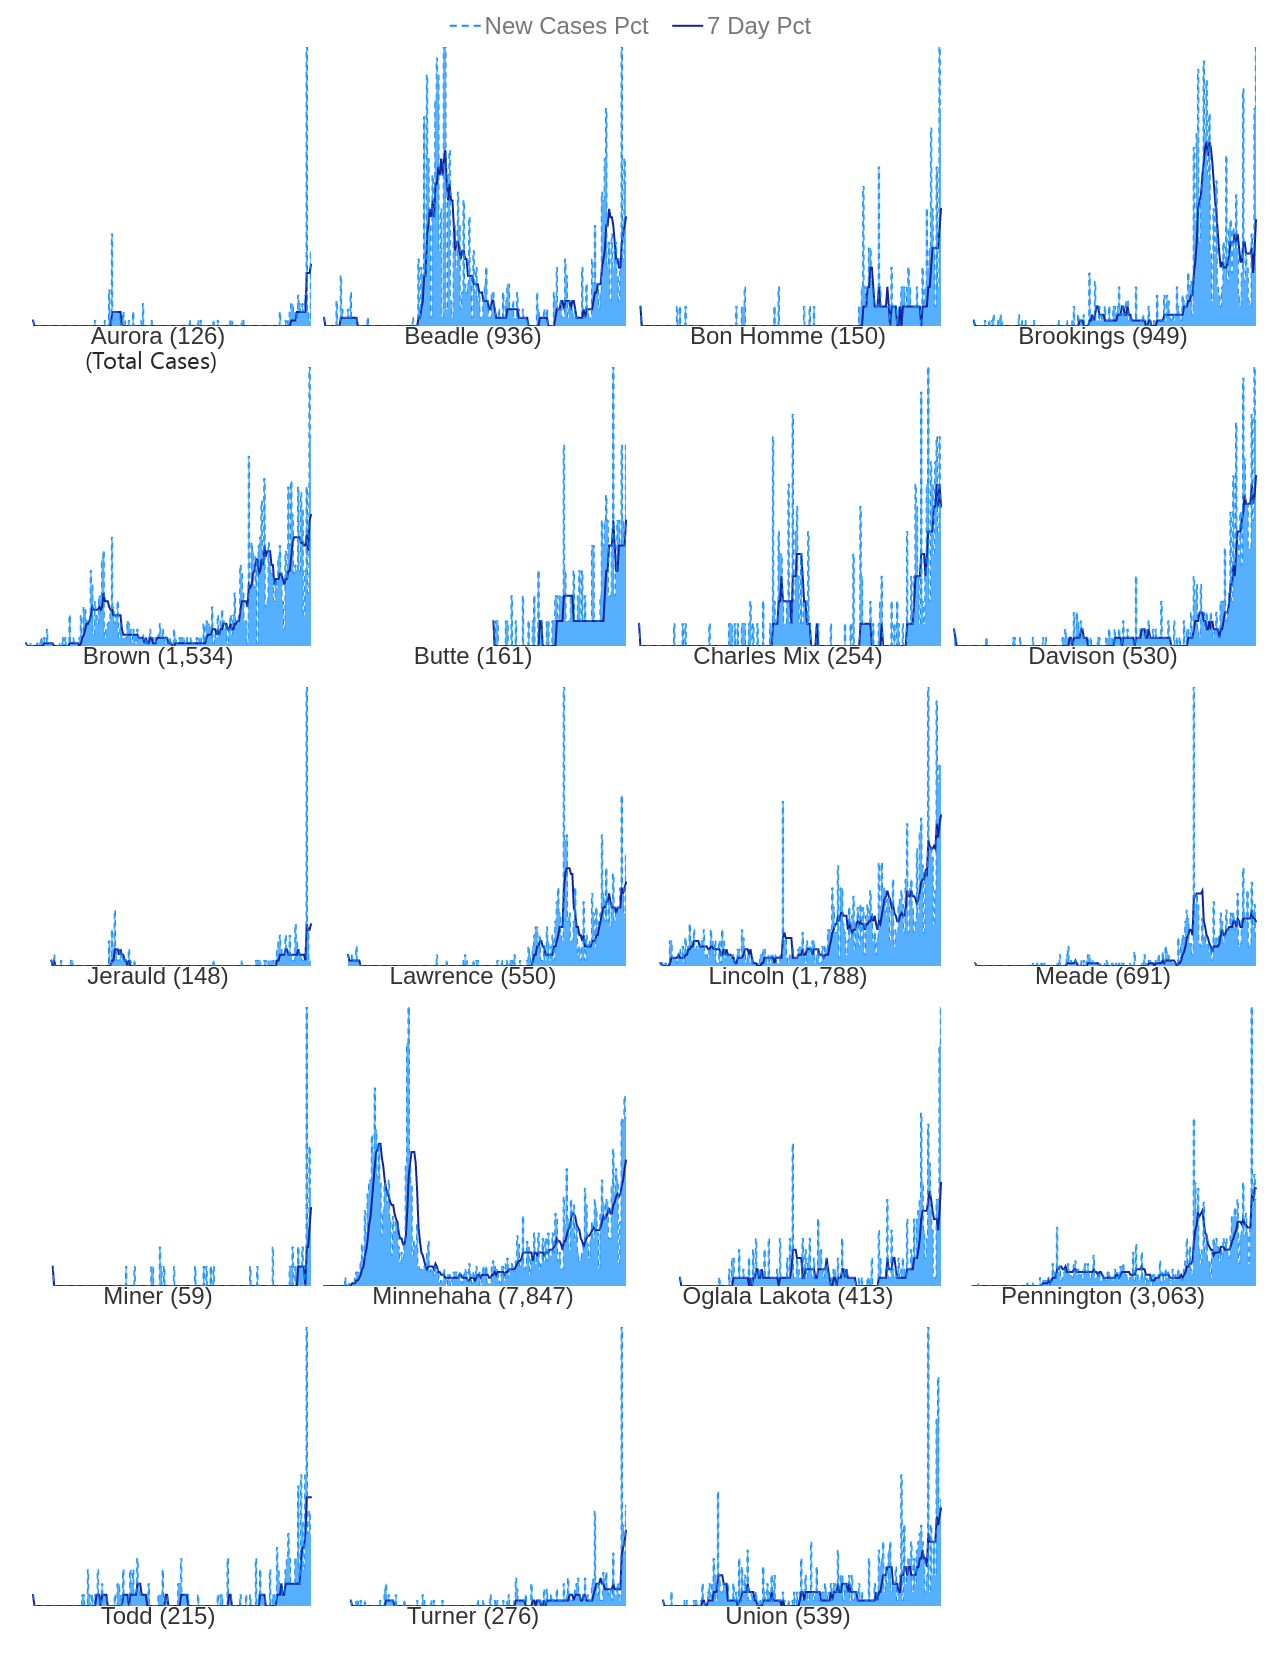 New Cases Pct 7 Day Pct
Aurora (126) Beadle (936) Bon Homme (150) Brookings (949)
(Total Cases)
Brown (1,534) Butte (161) Charles Mix (254) Davison (530)
Jerauld (148) Lawrence (550) Lincoln (1,788) Meade (691)
Miner (59) Minnehaha (7,847) Oglala Lakota (413) Pennington (3,063)
Todd (215) Turner (276) Union (539)